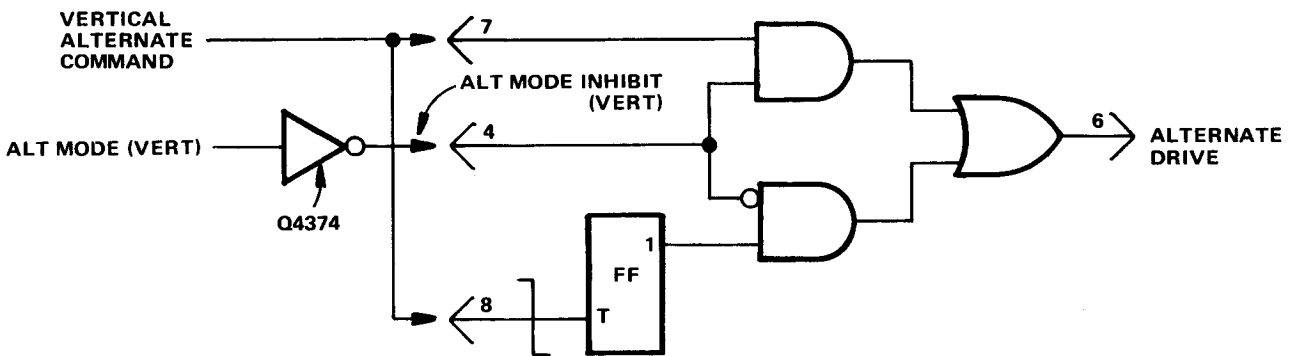 VERTICAL
ALTERNATE
COMMAND
7
ALT MODE INHIBIT
(VERT)
ALT MODE (VERT)
4
6
ALTERNATE
DRIVE
Q4374
1
FF
8
T